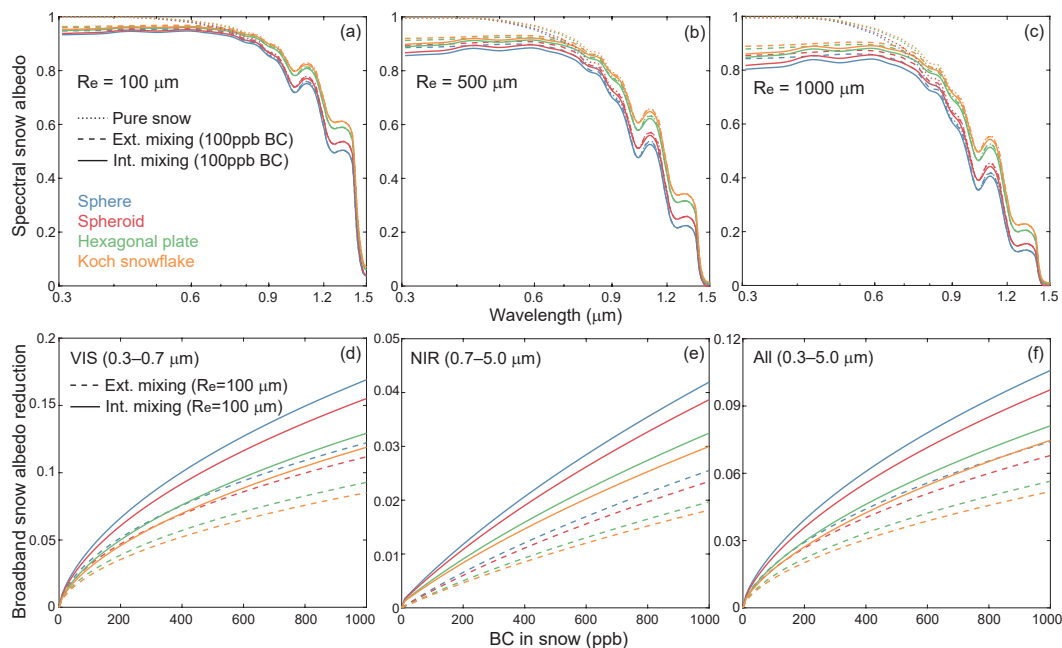 Spectral snow albedo
1
0.8
0.6
0.4
0.2
0
(a)
Re = 100 μm
Pure snow
Ext. mixing (100ppb BC)
Int. mixing (100ppb BC)
Sphere
Spheroid
Hexagonal plate
Koch snowflake
0.3
0.6
0.9
1.2
1.5
1
0.8
0.6
0.4
0.2
0
(b)
Re = 500 μm
0.3
0.6
0.9
1.2
1.5
1
0.8
0.6
0.4
0.2
0
(c)
Re = 1000 μm
0.3
0.6
0.9
1.2
1.5
Wavelength (μm)
Broadband snow albedo reduction
0.2
0.15
0.1
0.05
0
VIS (0.3–0.7 μm)
(d)
Ext. mixing (Re=100 μm)
Int. mixing (Re=100 μm)
0
200
400
600
800
1000
0.05
0.04
0.03
0.02
0.01
0
NIR (0.7–5.0 μm)
(e)
0
200
400
600
800
1000
0.12
0.09
0.06
0.03
0
All (0.3–5.0 μm)
(f)
0
200
400
600
800
1000
BC in snow (ppb)